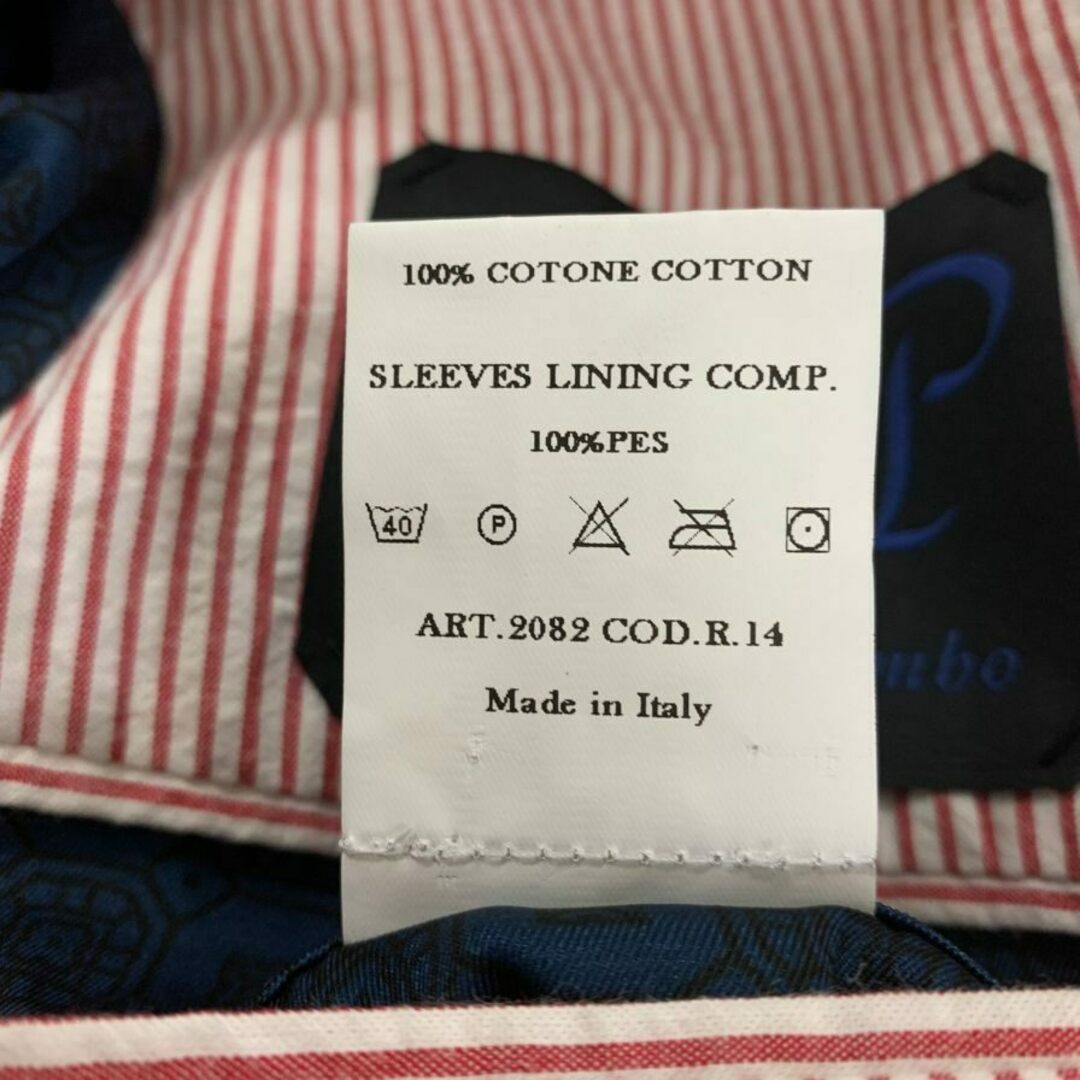 100% COTONE COTTON
SLEEVES LINING COMP.
100%PES
40 P
ART.2082 COD.R.14
Made in Italy